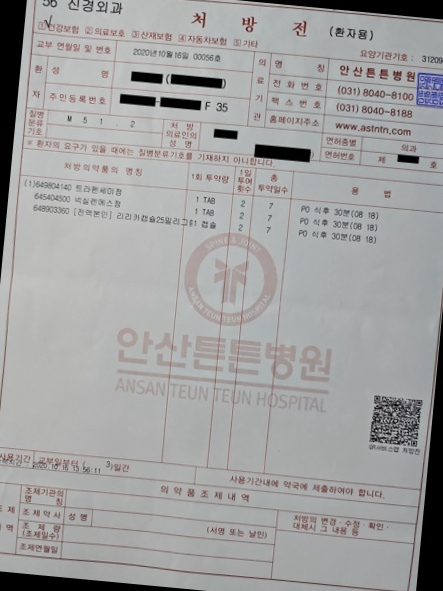 56 신경외과
처 방 전 (환자용)
√
①건강보험 ②의료보호 ③산재보험 ④자동차보험 ⑤기타
요양기관기호 : 31209
교부 연월일 및 번호 2020년10월16일 00056호
의료기관
명 칭 안산튼튼병원
전화번호 (031) 8040-8100
팩스번호 (031) 8040-8188
홈페이지주소 www.astntn.com
환자
성 명 ( )
주민등록번호 - F 35
질병분류기호 M 5 1 . 2
처 방 의료인의 성 명
면허종별
면허번호 제 호
※ 환자의 요구가 있을 때에는 질병분류기호를 기재하지 아니합니다.
처방의약품의 명칭 1회 투약량 1일 투여 횟수 총 투약일수 용 법
(1)649804140 트라펜세미정 1 TAB 2 7 PO 식후 30분(08 18)
645404500 넥실렌에스정 1 TAB 2 7 PO 식후 30분(08 18)
648903360 [전액본인] 리리카캡슐25밀리그 1 캡슐 2 7 PO 식후 30분(08 18)
SPINE & JOINT
ANSAN TEUN TEUN HOSPITAL
안산튼튼병원
ANSAN TEUN TEUN HOSPITAL
QR서비스앱 처방전
사용기간 교부일부터 ( 3)일간
2020.10.16 13:56:11
사용기간내에 약국에 제출하여야 합니다.
의 약 품 조 제 내 역
조제기관의 명 칭
조제약사 성 명
(서명 또는 날인)
조 제 량 (조제일수)
조제연월일
처방의 변경 · 수정 · 확인 · 대체시 그 내용 등